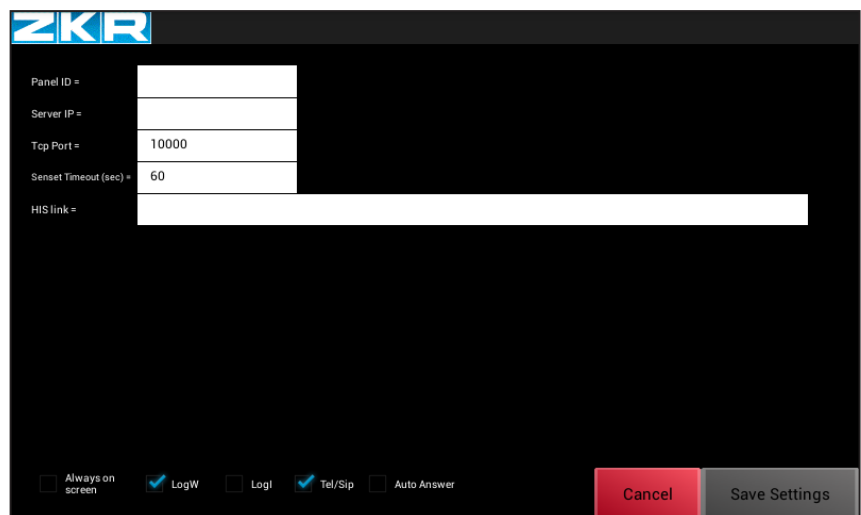 ZKR
Panel ID =
Server IP =
Tcp Port = 10000
Senset Timeout (sec) = 60
HIS link =
Always on
screen
LogW
LogI
Tel/Sip
Auto Answer
Cancel
Save Settings